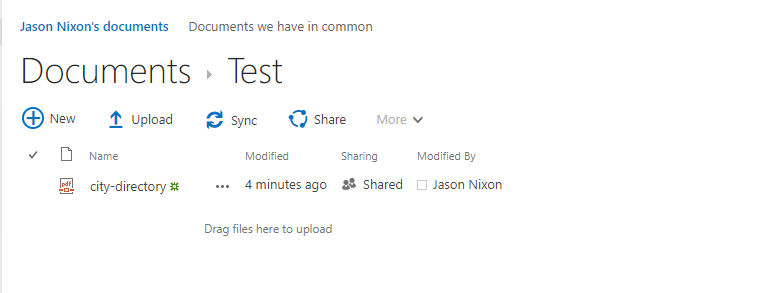 Jason Nixon's documents Documents we have in common
Documents › Test
New Upload Sync Share More
Name Modified Sharing Modified By
pdf city-directory ... 4 minutes ago Shared Jason Nixon
Drag files here to upload